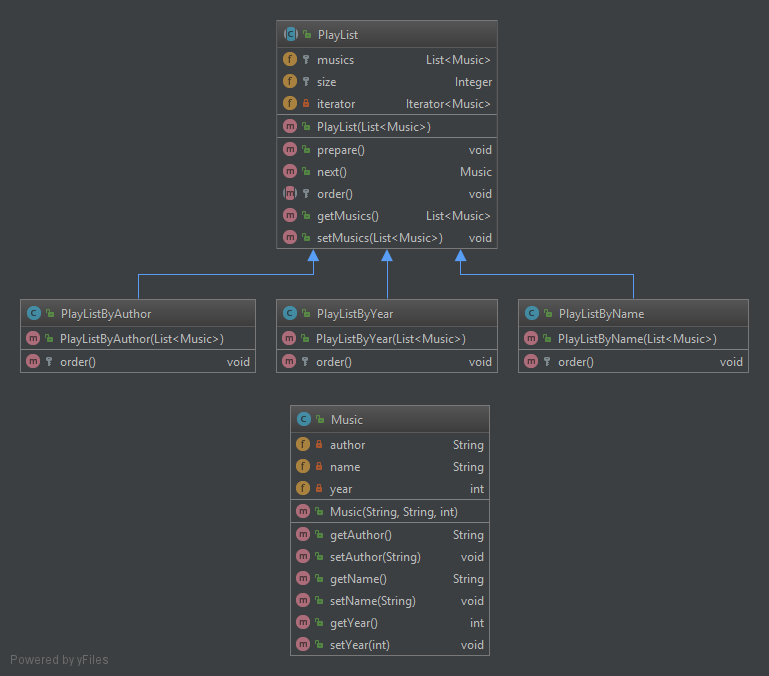 PlayList
musics List<Music>
size Integer
iterator Iterator<Music>
PlayList(List<Music>)
prepare() void
next() Music
order() void
getMusics() List<Music>
setMusics(List<Music>) void
PlayListByAuthor
PlayListByAuthor(List<Music>)
order() void
PlayListByYear
PlayListByYear(List<Music>)
order() void
PlayListByName
PlayListByName(List<Music>)
order() void
Music
author String
name String
year int
Music(String, String, int)
getAuthor() String
setAuthor(String) void
getName() String
setName(String) void
getYear() int
setYear(int) void
Powered by yFiles